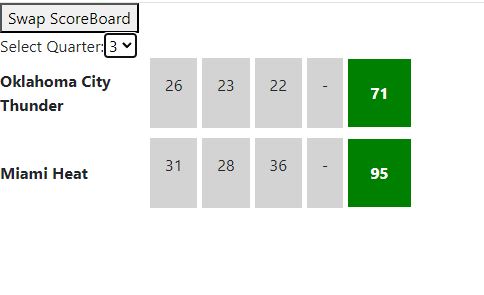 Swap ScoreBoard
Select Quarter: 3
Oklahoma City Thunder 26 23 22 - 71
Miami Heat 31 28 36 - 95